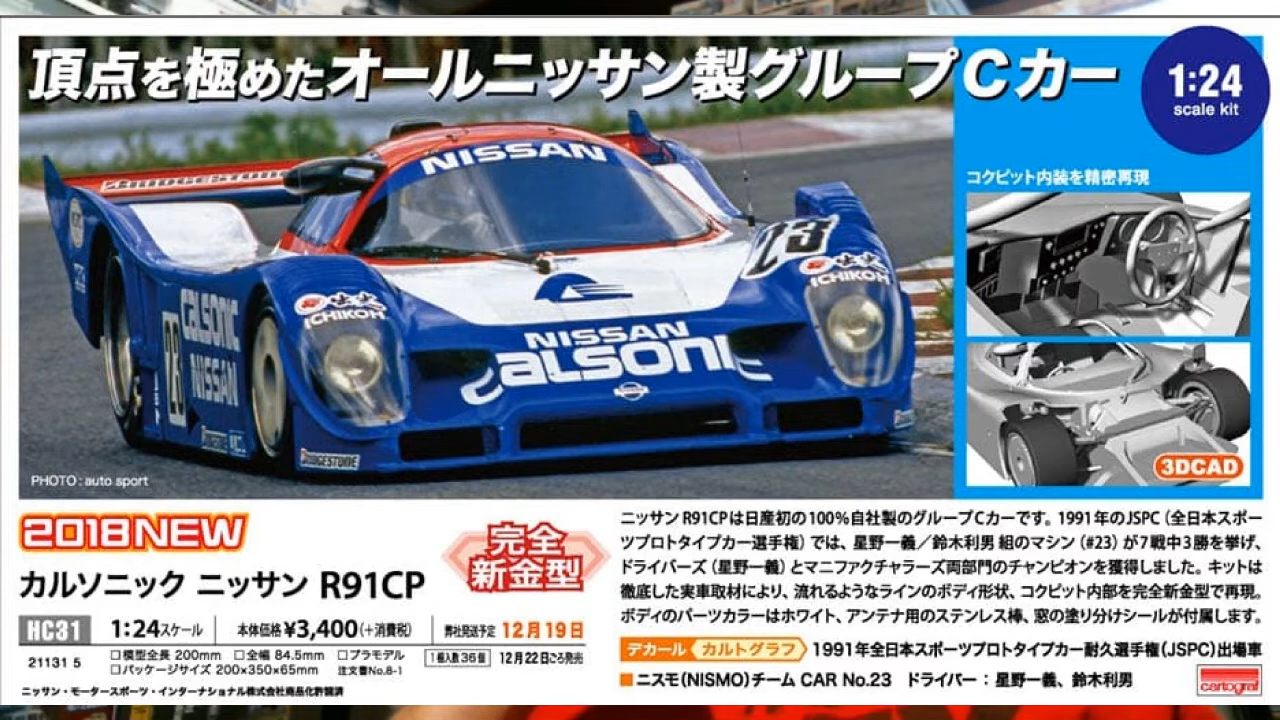 頂点を極めたオールニッサン製グループCカー
1:24
scale kit
コクピット内装を精密再現
BRIDGESTONE
NISSAN
23
ICHIKOH
ICHIKOH
NISSAN
calsonic
calsonic
NISSAN
23
BRIDGESTONE
3DCAD
PHOTO:auto sport
2018NEW
完全
新金型
カルソニック ニッサン R91CP
HC31 1:24スケール 本体価格¥3,400(+消費税) 弊社発送予定 12月19日
21131 5 □模型全長 200mm □全幅 84.5mm □プラモデル 1梱入数36個 12月22日ごろ発売
□パッケージサイズ 200×350×65mm 注文書No.8-1
ニッサン・モータースポーツ・インターナショナル株式会社商品化許諾済
ニッサン R91CPは日産初の100%自社製のグループCカーです。1991年のJSPC(全日本スポー
ツプロトタイプカー選手権)では、星野一義/鈴木利男 組のマシン(#23)が7戦中3勝を挙げ、
ドライバーズ(星野一義)とマニファクチャラーズ両部門のチャンピオンを獲得しました。キットは
徹底した実車取材により、流れるようなラインのボディ形状、コクピット内部を完全新金型で再現。
ボディのパーツカラーはホワイト、アンテナ用のステンレス棒、窓の塗り分けシールが付属します。
デカール カルトグラフ 1991年全日本スポーツプロトタイプカー耐久選手権(JSPC)出場車
■ニスモ(NISMO)チーム CAR No.23 ドライバー:星野一義、鈴木利男
cartograf